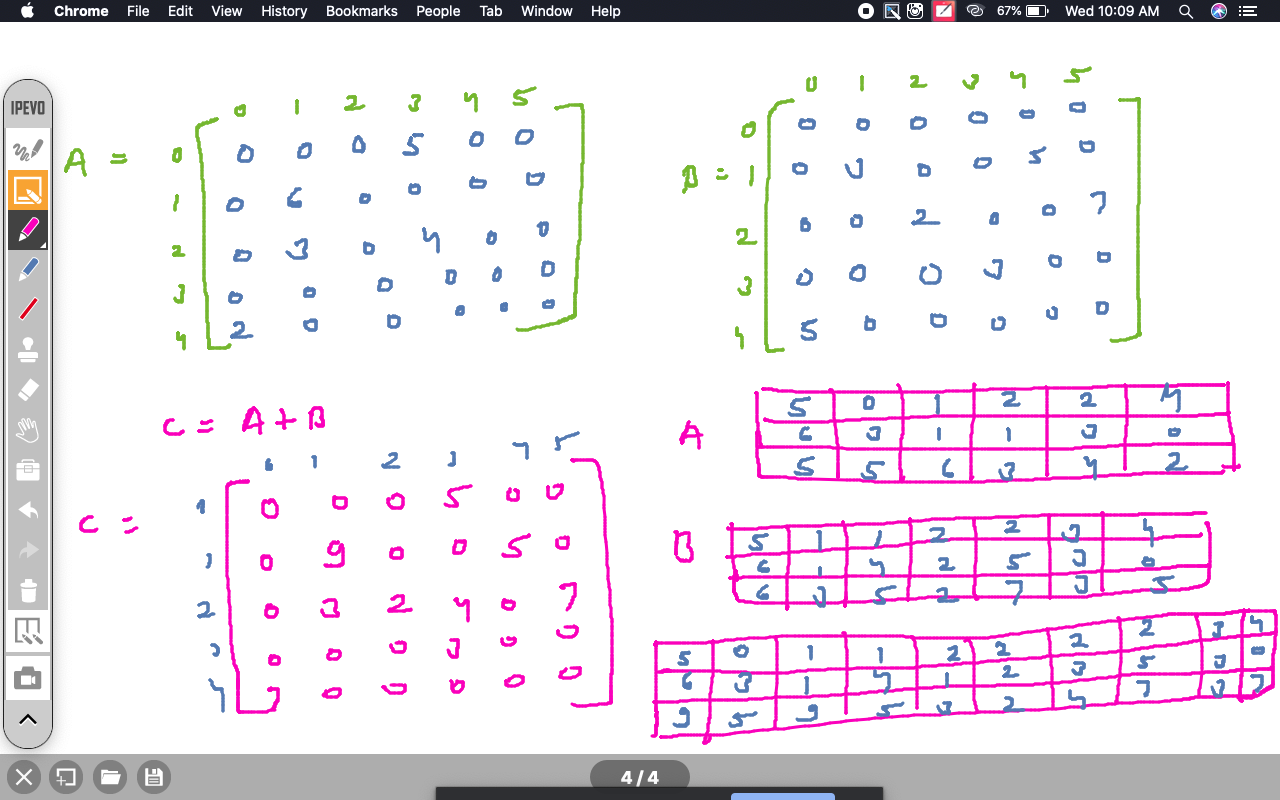 Chrome File Edit View History Bookmarks People Tab Window Help 67% Wed 10:09 AM
IPEVO
0 1 2 3 4 5
A =
0 0 0 0 5 0 0
1 0 6 0 0 0 0
2 0 3 0 4 0 0
3 0 0 0 0 0 0
4 2 0 0 0 0 0
0 1 2 3 4 5
B =
0 0 0 0 0 0 0
1 0 3 0 0 5 0
2 0 0 2 0 0 7
3 0 0 0 3 0 0
4 5 0 0 0 0 0
C = A + B
0 1 2 3 4 5
C =
0 0 0 5 0 0
1 0 9 0 0 5 0
2 0 3 2 4 0 7
3 0 0 0 3 0 0
4 7 0 0 0 0 0
A
5 0 1 2 2 4
6 3 1 1 3 0
5 5 6 3 4 2
B
5 1 1 2 2 3 4
6 1 4 2 5 3 0
6 3 5 2 7 3 5
5 0 1 1 2 2 2 2 3 4
6 3 1 4 1 2 3 5 3 0
9 5 9 5 3 2 4 7 3 7
4 / 4